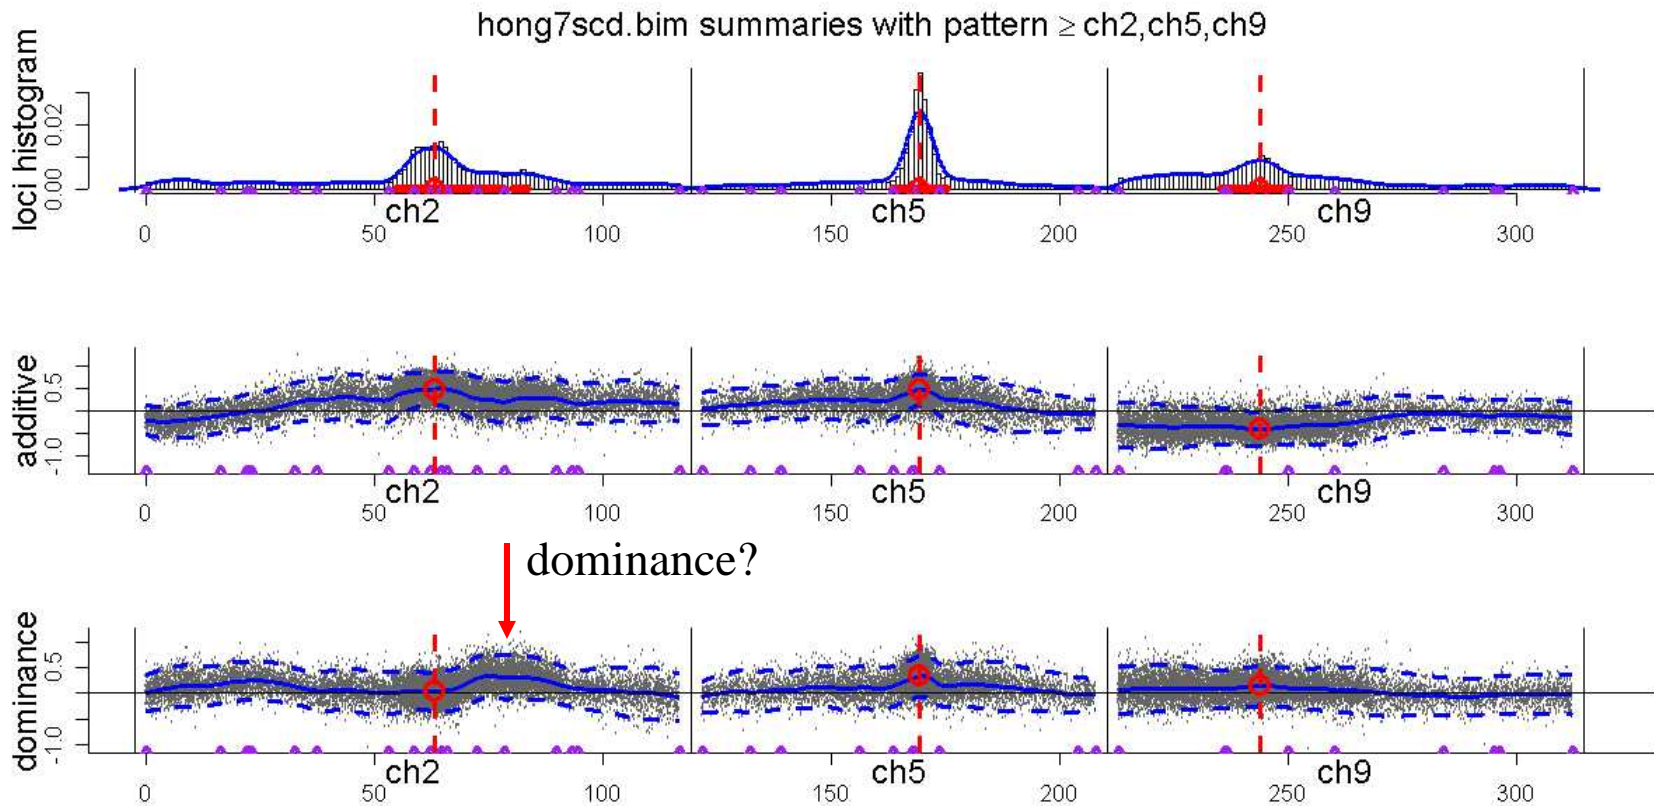 hong7scd.bim summaries with pattern ≥ ch2,ch5,ch9
loci histogram
0.00 0.02
ch2 ch5 ch9
0 50 100 150 200 250 300
additive
-1.0 0.5
ch2 ch5 ch9
0 50 100 150 200 250 300
dominance?
dominance
-1.0 0.5
ch2 ch5 ch9
0 50 100 150 200 250 300